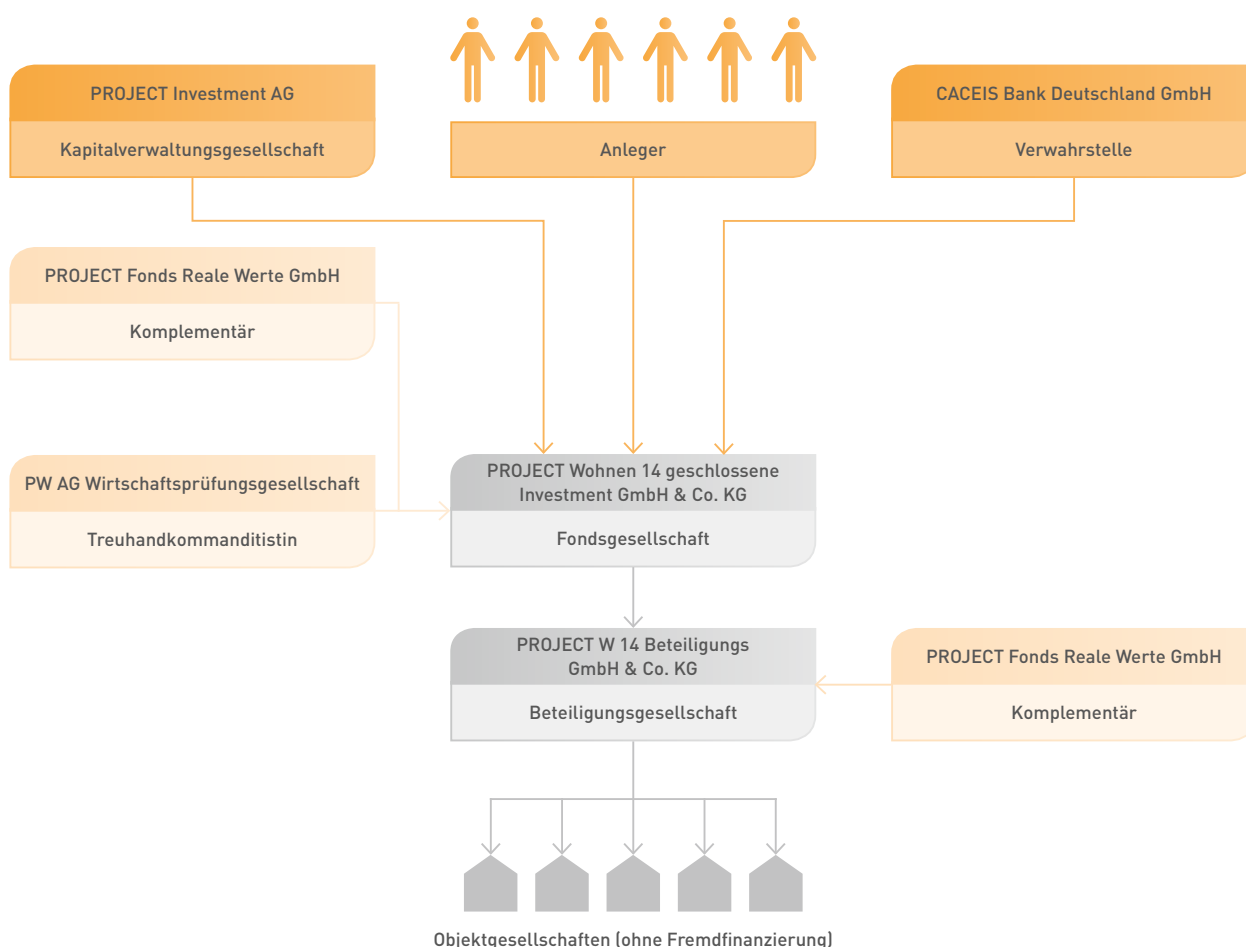 PROJECT Investment AG
Kapitalverwaltungsgesellschaft
Anleger
CACEIS Bank Deutschland GmbH
Verwahrstelle
PROJECT Fonds Reale Werte GmbH
Komplementär
PW AG Wirtschaftsprüfungsgesellschaft
Treuhandkommanditistin
PROJECT Wohnen 14 geschlossene
Investment GmbH & Co. KG
Fondsgesellschaft
PROJECT W 14 Beteiligungs
GmbH & Co. KG
Beteiligungsgesellschaft
PROJECT Fonds Reale Werte GmbH
Komplementär
Objektgesellschaften (ohne Fremdfinanzierung)